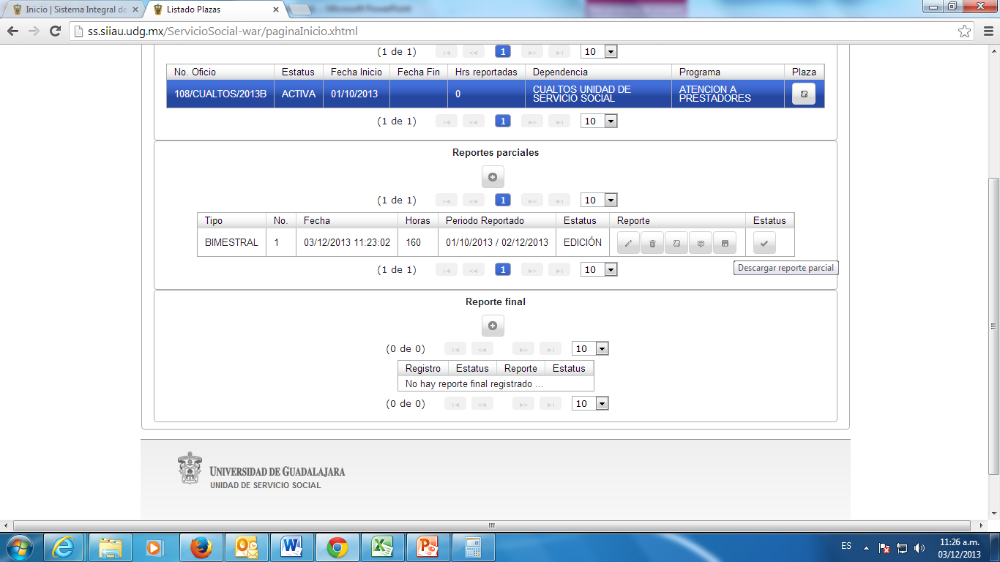 Inicio | Sistema Integral de
Listado Plazas
Microsoft PowerPoint
ss.siiau.udg.mx/ServicioSocial-war/paginaInicio.xhtml
(1 de 1) 1 10
No. Oficio Estatus Fecha Inicio Fecha Fin Hrs reportadas Dependencia Programa Plaza
108/CUALTOS/2013B ACTIVA 01/10/2013 0 CUALTOS UNIDAD DE SERVICIO SOCIAL ATENCION A PRESTADORES
(1 de 1) 1 10
Reportes parciales
(1 de 1) 1 10
Tipo No. Fecha Horas Periodo Reportado Estatus Reporte Estatus
BIMESTRAL 1 03/12/2013 11:23:02 160 01/10/2013 / 02/12/2013 EDICIÓN
(1 de 1) 1 10
Descargar reporte parcial
Reporte final
(0 de 0) 10
Registro Estatus Reporte Estatus
No hay reporte final registrado ...
(0 de 0) 10
UNIVERSIDAD DE GUADALAJARA
UNIDAD DE SERVICIO SOCIAL
ES
11:26 a.m.
03/12/2013